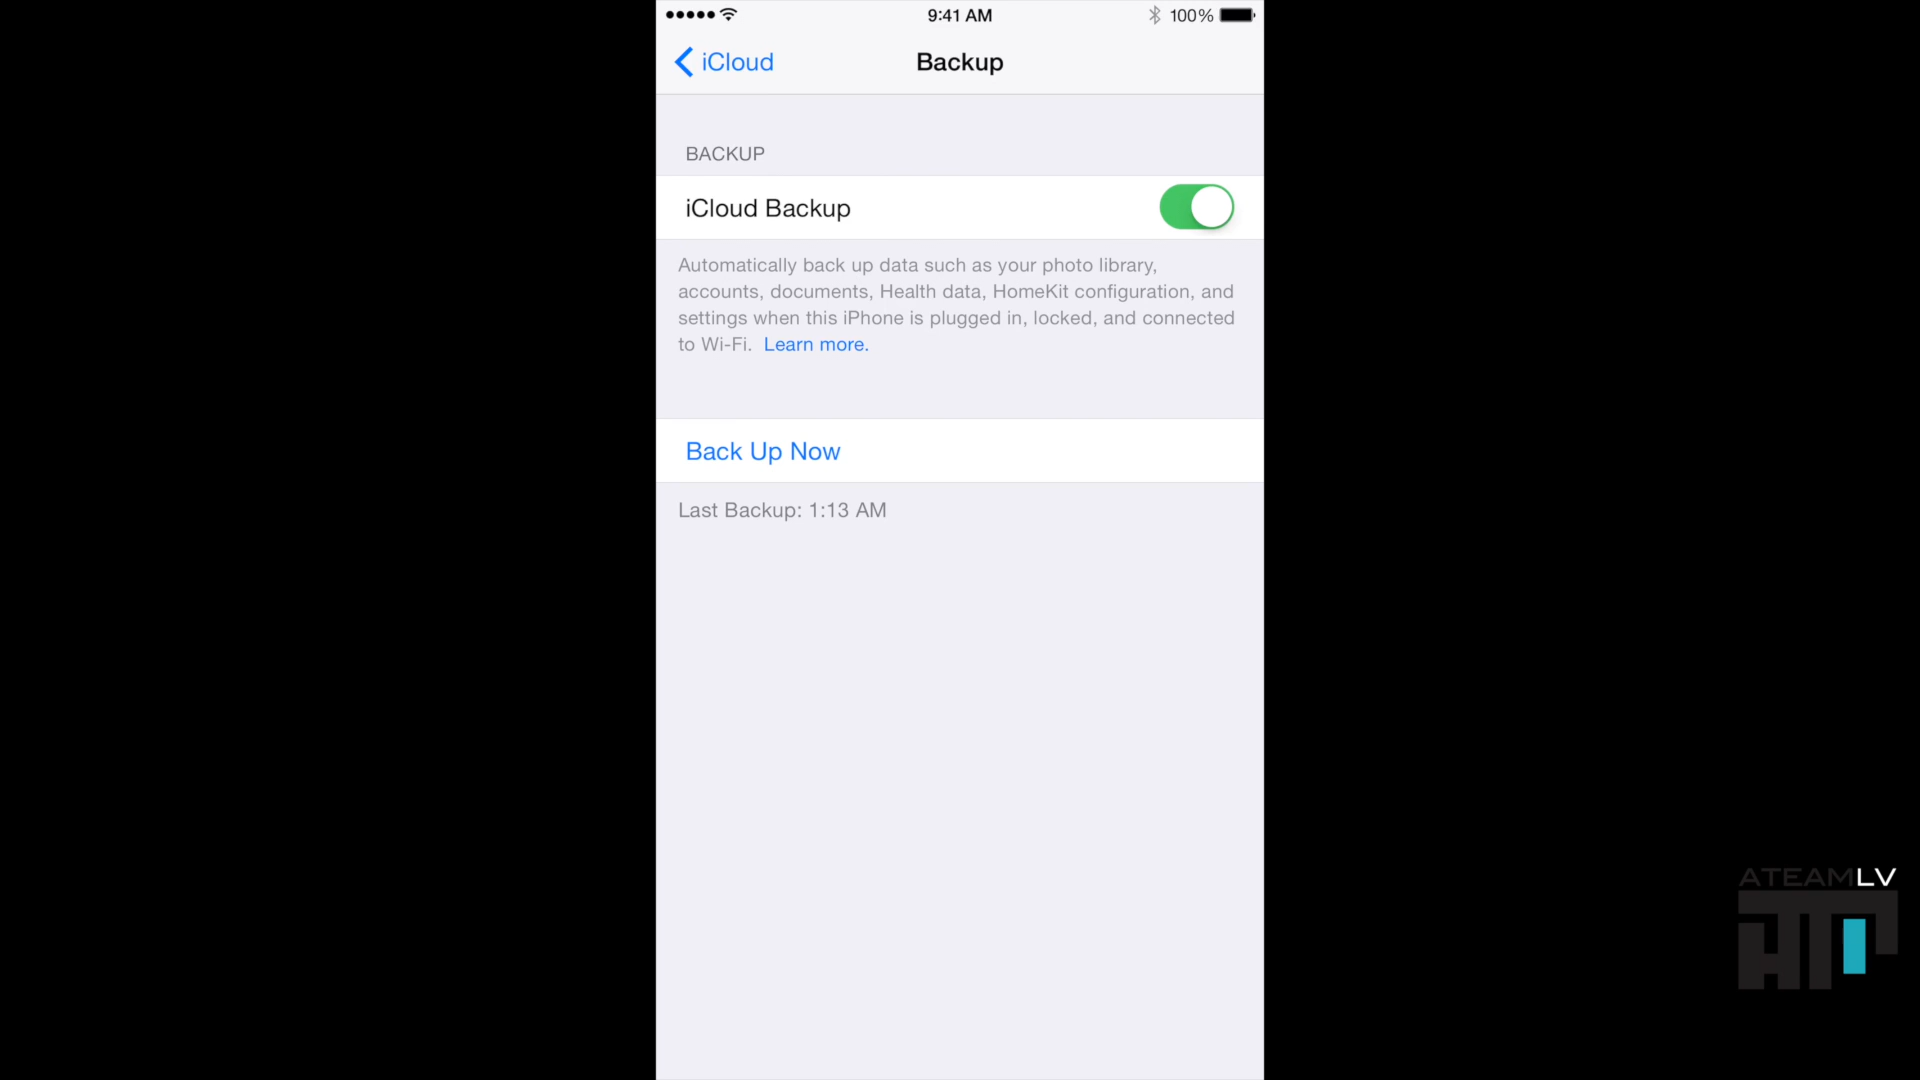 9:41 AM
100%
iCloud
Backup
BACKUP
iCloud Backup
Automatically back up data such as your photo library,
accounts, documents, Health data, HomeKit configuration, and
settings when this iPhone is plugged in, locked, and connected
to Wi-Fi. Learn more.
Back Up Now
Last Backup: 1:13 AM
ATEAMLV